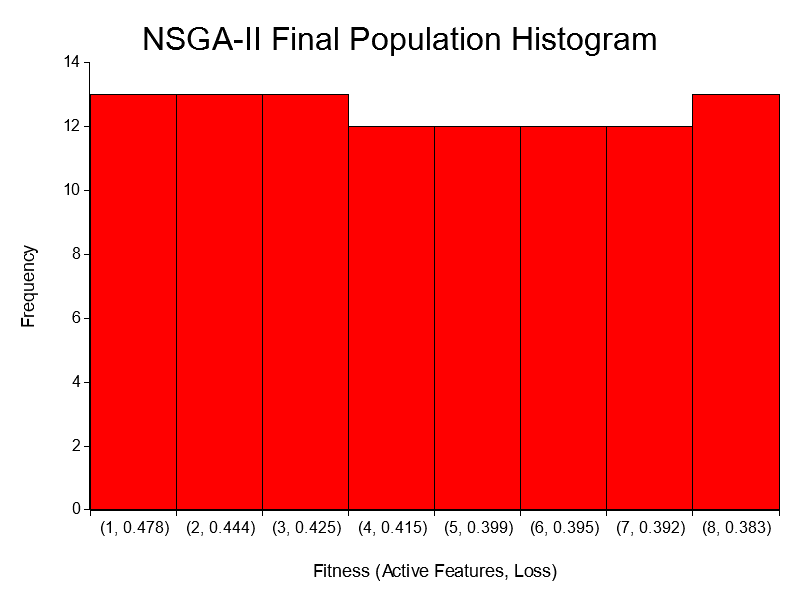 NSGA-II Final Population Histogram
14
12
10
8
6
4
2
0
Frequency
(1, 0.478) (2, 0.444) (3, 0.425) (4, 0.415) (5, 0.399) (6, 0.395) (7, 0.392) (8, 0.383)
Fitness (Active Features, Loss)